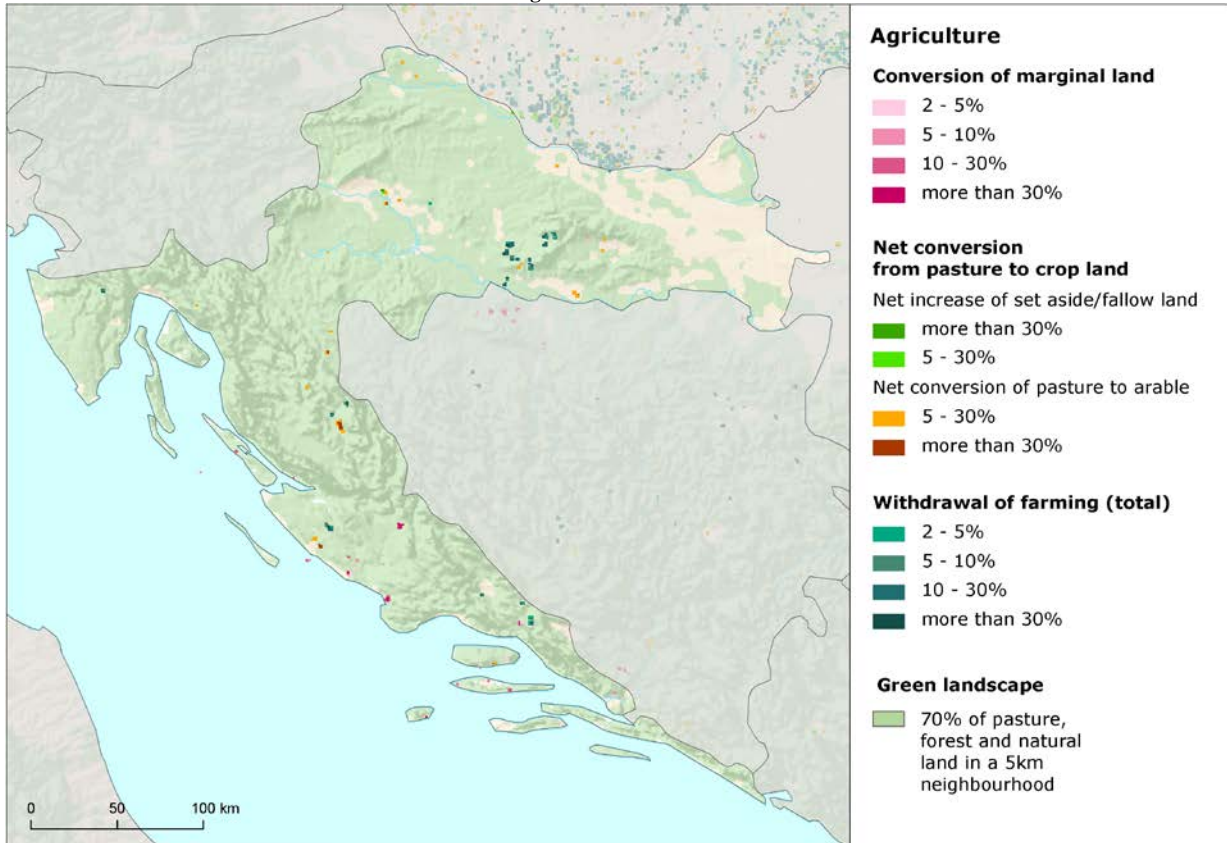 Agriculture
Conversion of marginal land
2 - 5%
5 - 10%
10 - 30%
more than 30%
Net conversion
from pasture to crop land
Net increase of set aside/fallow land
more than 30%
5 - 30%
Net conversion of pasture to arable
5 - 30%
more than 30%
Withdrawal of farming (total)
2 - 5%
5 - 10%
10 - 30%
more than 30%
Green landscape
70% of pasture,
forest and natural
land in a 5km
neighbourhood
0 50 100 km